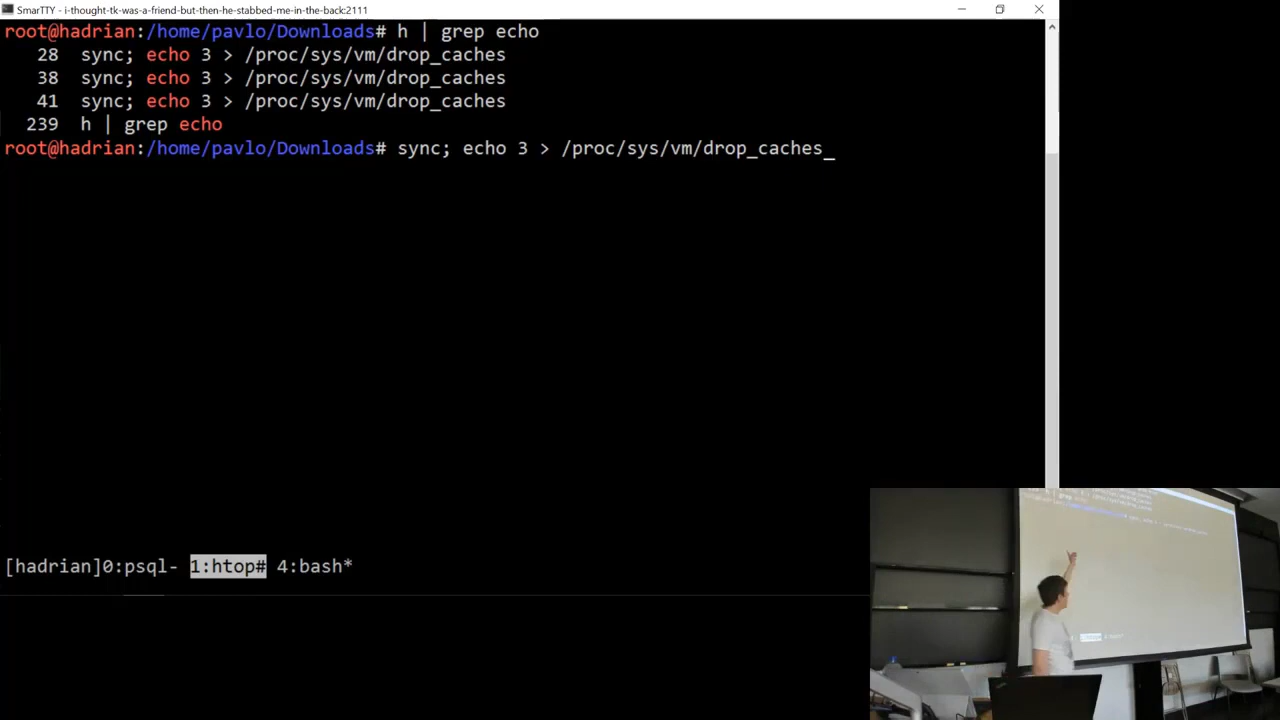 SmarTTY - i-thought-tk-was-a-friend-but-then-he-stabbed-me-in-the-back:2111
root@hadrian:/home/pavlo/Downloads# h | grep echo
28 sync; echo 3 > /proc/sys/vm/drop_caches
38 sync; echo 3 > /proc/sys/vm/drop_caches
41 sync; echo 3 > /proc/sys/vm/drop_caches
239 h | grep echo
root@hadrian:/home/pavlo/Downloads# sync; echo 3 > /proc/sys/vm/drop_caches_
[hadrian]0:psql- 1:htop# 4:bash*